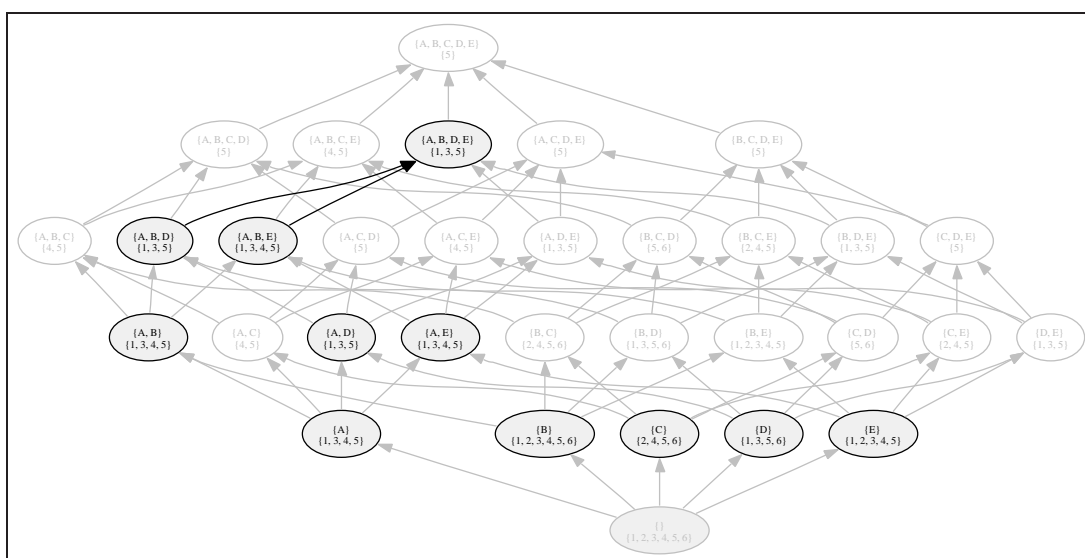 {A, B, C, D, E}
{5}
{A, B, C, D}
{5}
{A, B, C, E}
{4, 5}
{A, B, D, E}
{1, 3, 5}
{A, C, D, E}
{5}
{B, C, D, E}
{5}
{A, B, C}
{4, 5}
{A, B, D}
{1, 3, 5}
{A, B, E}
{1, 3, 4, 5}
{A, C, D}
{5}
{A, C, E}
{4, 5}
{A, D, E}
{1, 3, 5}
{B, C, D}
{5, 6}
{B, C, E}
{2, 4, 5}
{B, D, E}
{1, 3, 5}
{C, D, E}
{5}
{A, B}
{1, 3, 4, 5}
{A, C}
{4, 5}
{A, D}
{1, 3, 5}
{A, E}
{1, 3, 4, 5}
{B, C}
{2, 4, 5, 6}
{B, D}
{1, 3, 5, 6}
{B, E}
{1, 2, 3, 4, 5}
{C, D}
{5, 6}
{C, E}
{2, 4, 5}
{D, E}
{1, 3, 5}
{A}
{1, 3, 4, 5}
{B}
{1, 2, 3, 4, 5, 6}
{C}
{2, 4, 5, 6}
{D}
{1, 3, 5, 6}
{E}
{1, 2, 3, 4, 5}
{}
{1, 2, 3, 4, 5, 6}